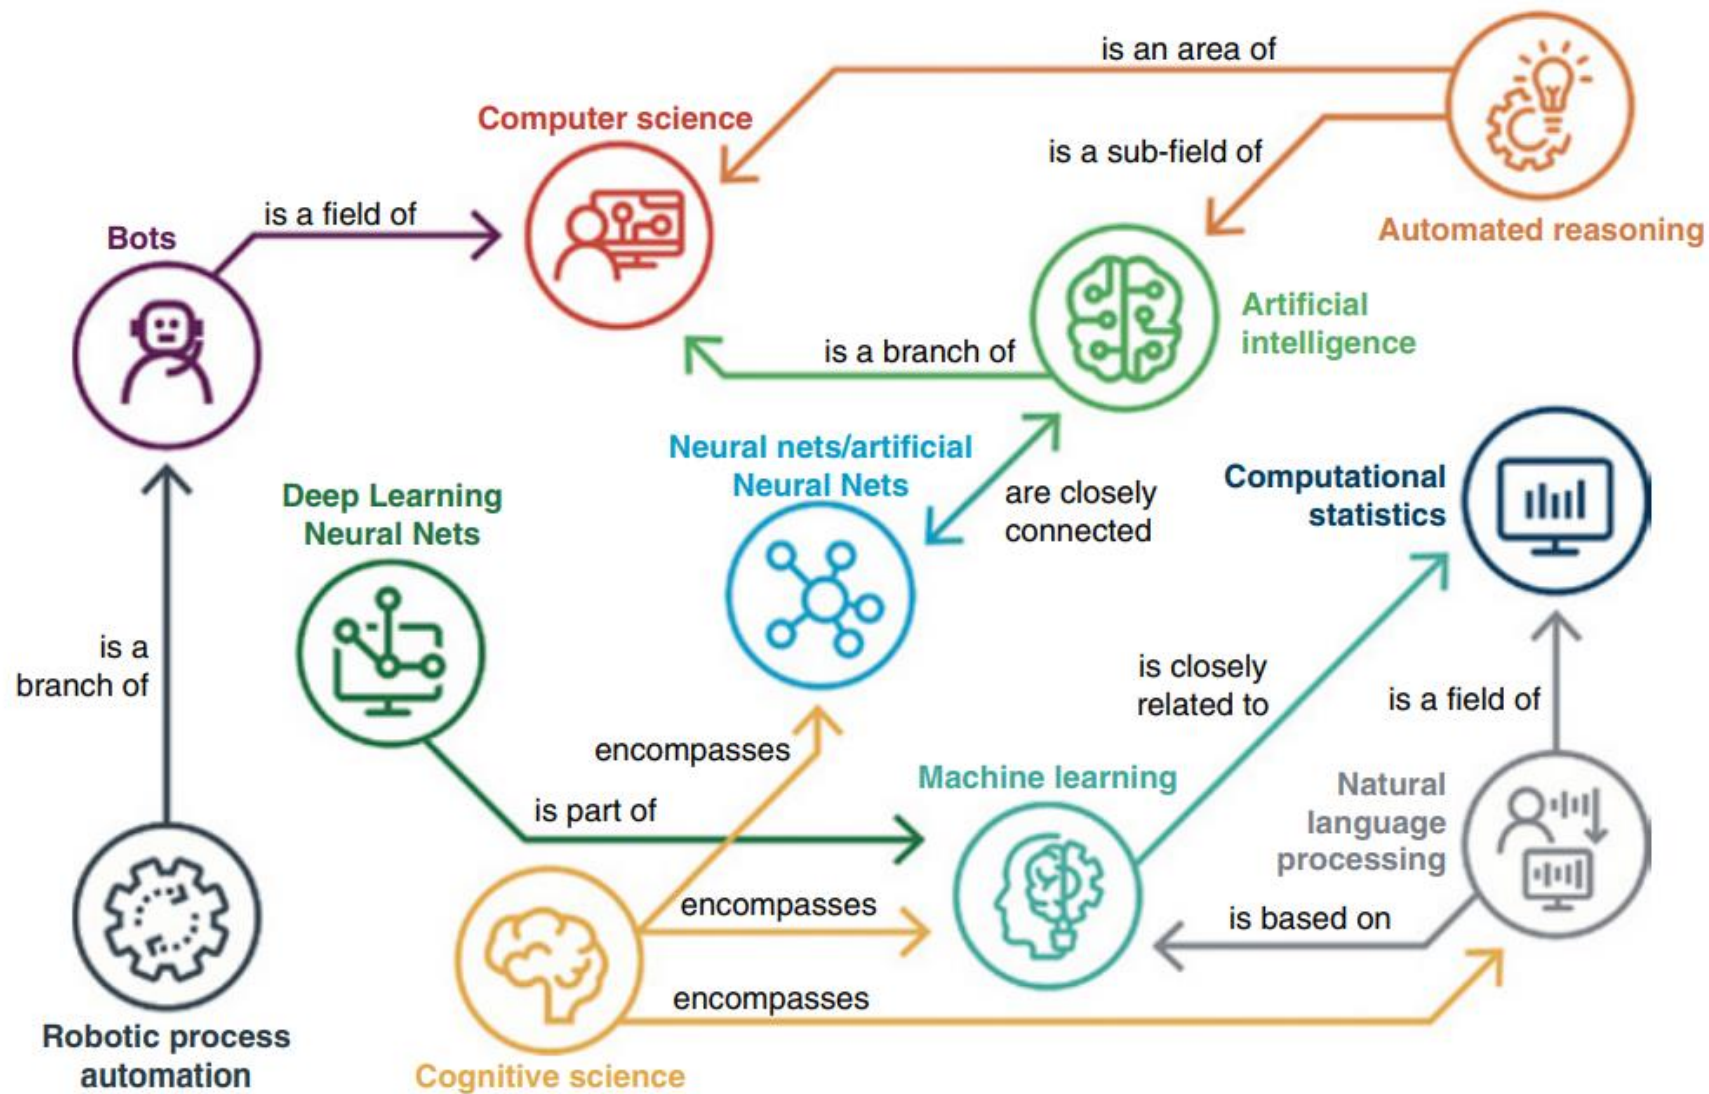 is an area of
Computer science
is a sub-field of
is a field of
Bots
Automated reasoning
Artificial
intelligence
is a branch of
Neural nets/artificial
Neural Nets
are closely
connected
Computational
statistics
Deep Learning
Neural Nets
is a
branch of
is closely
related to
is a field of
encompasses
Machine learning
Natural
language
processing
is part of
encompasses
is based on
encompasses
Robotic process
automation
Cognitive science